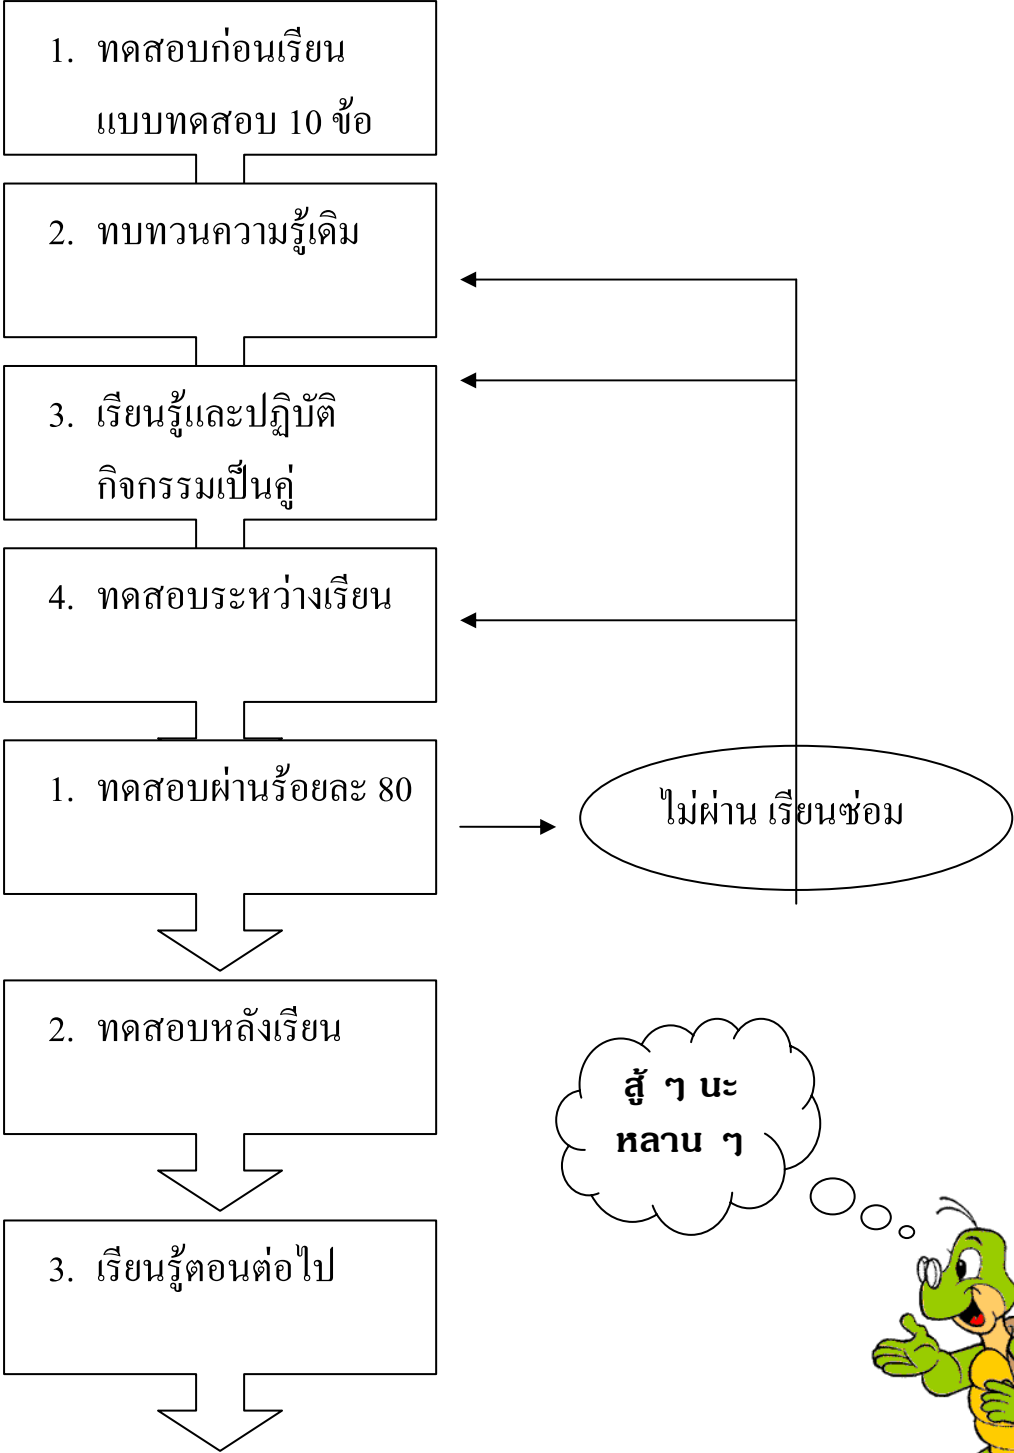 1. ทดสอบก่อนเรียน
แบบทดสอบ 10 ข้อ
2. ทบทวนความรู้เดิม
3. เรียนรู้และปฏิบัติ
กิจกรรมเป็นคู่
4. ทดสอบระหว่างเรียน
1. ทดสอบผ่านร้อยละ 80
ไม่ผ่าน เรียนซ่อม
2. ทดสอบหลังเรียน
สู้ ๆ นะ
หลาน ๆ
3. เรียนรู้ตอนต่อไป